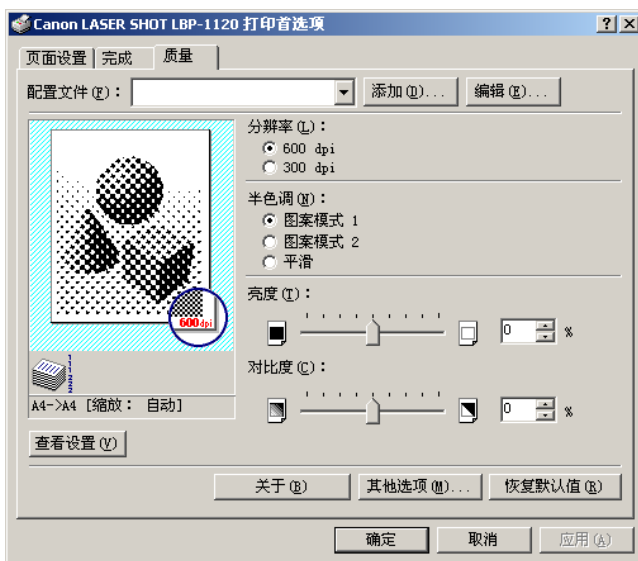 Canon LASER SHOT LBP-1120 打印首选项
页面设置 完成 质量
配置文件(F): 添加(D)... 编辑(E)...
分辨率(L):
600 dpi
300 dpi
半色调(N):
图案模式 1
图案模式 2
平滑
亮度(T):
0 %
对比度(C):
0 %
600dpi
A4->A4 [缩放: 自动]
查看设置(V)
关于(B) 其他选项(M)... 恢复默认值(R)
确定 取消 应用(A)